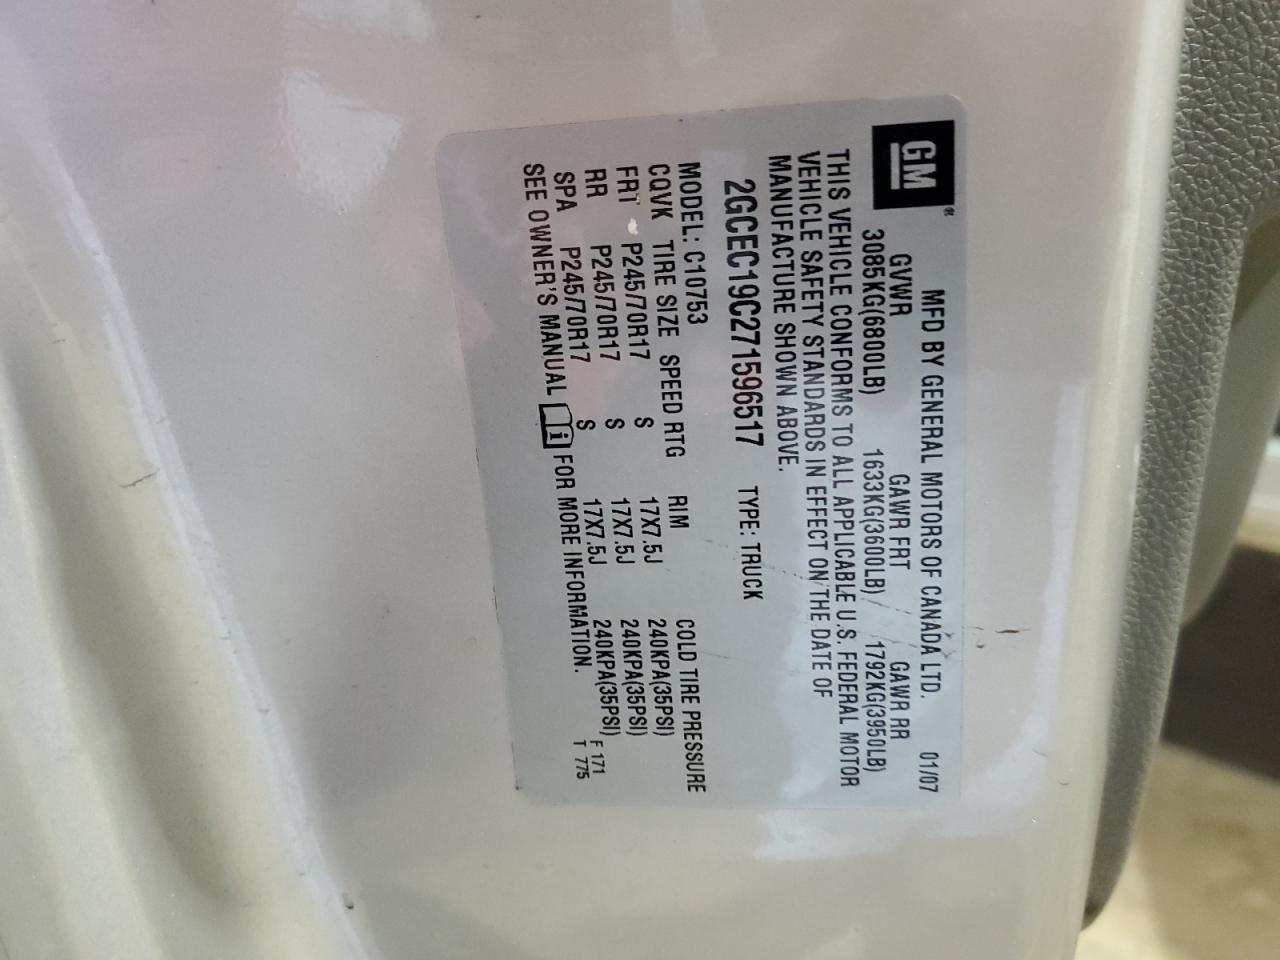 GM®
MFD BY GENERAL MOTORS OF CANADA LTD. 01/07
GVWR GAWR FRT GAWR RR
3085KG(6800LB) 1633KG(3600LB) 1792KG(3950LB)
THIS VEHICLE CONFORMS TO ALL APPLICABLE U.S. FEDERAL MOTOR
VEHICLE SAFETY STANDARDS IN EFFECT ON THE DATE OF
MANUFACTURE SHOWN ABOVE.
2GCEC19C271596517 TYPE: TRUCK
MODEL: C10753
CQVK TIRE SIZE SPEED RTG RIM COLD TIRE PRESSURE
FRT P245/70R17 S 17X7.5J 240KPA(35PSI)
RR P245/70R17 S 17X7.5J 240KPA(35PSI)
SPA P245/70R17 S 17X7.5J 240KPA(35PSI) F 171
SEE OWNER'S MANUAL i FOR MORE INFORMATION. T 775